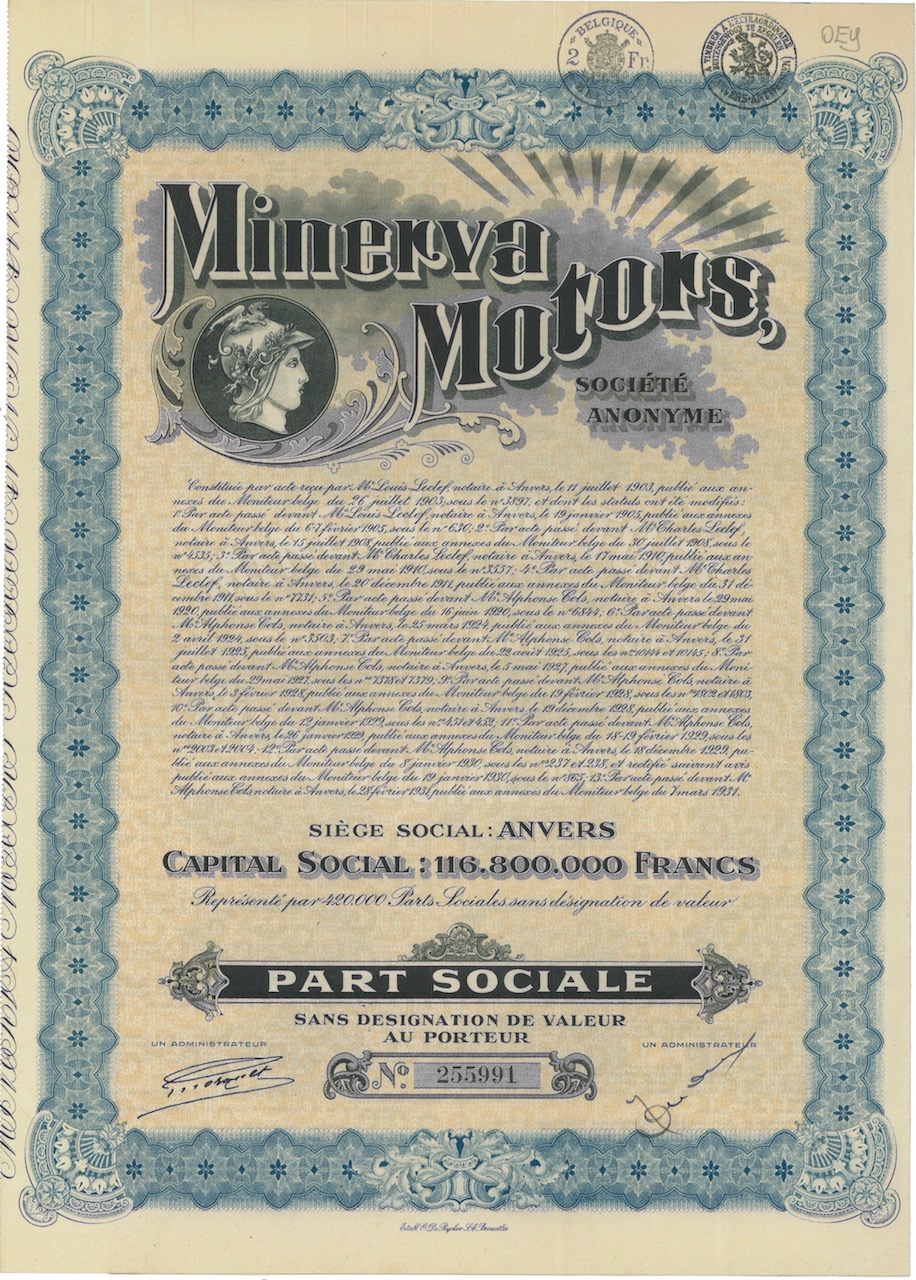 BELGIQUE
2 Fr.
OEy
Minerva
Motors,
SOCIÉTÉ
ANONYME
Constituée par acte reçu par Mᵉ Louis Leclef, notaire à Anvers, le 11 juillet 1903, publié aux an-
nexes du Moniteur belge du 26 juillet 1903, sous le nº 3897, et dont les statuts ont été modifiés:
1º Par acte passé devant Mᵉ Louis Leclef, notaire à Anvers, le 19 janvier 1905, publié aux annexes
du Moniteur belge du 6-7 février 1905, sous le nº 630; 2º Par acte passé devant Mᵉ Charles Leclef,
notaire à Anvers, le 15 juillet 1908, publié aux annexes du Moniteur belge du 30 juillet 1908, sous le
nº 4535; 3º Par acte passé devant Mᵉ Charles Leclef, notaire à Anvers, le 17 mai 1910, publié aux an-
nexes du Moniteur belge du 29 mai 1910, sous le nº 3557; 4º Par acte passé devant Mᵉ Charles
Leclef, notaire à Anvers, le 20 décembre 1911, publié aux annexes du Moniteur belge du 31 dé-
cembre 1911, sous le nº 7731; 5º Par acte passé devant Mᵉ Alphonse Cols, notaire à Anvers, le 29 mai
1920, publié aux annexes du Moniteur belge du 16 juin 1920, sous le nº 6844; 6º Par acte passé devant
Mᵉ Alphonse Cols, notaire à Anvers, le 25 mars 1924, publié aux annexes du Moniteur belge du
2 avril 1924, sous le nº 3503; 7º Par acte passé devant Mᵉ Alphonse Cols, notaire à Anvers, le 31
juillet 1925, publié aux annexes du Moniteur belge du 22 août 1925, sous les nºˢ 10144 et 10145; 8º Par
acte passé devant Mᵉ Alphonse Cols, notaire à Anvers, le 5 mai 1927, publié aux annexes du Moni-
teur belge du 29 mai 1927, sous les nºˢ 7378 et 7379; 9º Par acte passé devant Mᵉ Alphonse Cols, notaire à
Anvers, le 3 février 1928, publié aux annexes du Moniteur belge du 19 février 1928, sous les nºˢ 1802 et 1803,
10º Par acte passé devant Mᵉ Alphonse Cols, notaire à Anvers, le 19 décembre 1928, publié aux annexes
du Moniteur belge du 12 janvier 1929, sous les nºˢ 451 et 452; 11º Par acte passé devant Mᵉ Alphonse Cols,
notaire à Anvers, le 26 janvier 1929, publié aux annexes du Moniteur belge du 18-19 février 1929, sous les
nºˢ 2003 et 2004; 12º Par acte passé devant Mᵉ Alphonse Cols, notaire à Anvers, le 18 décembre 1929, pu-
blié aux annexes du Moniteur belge du 8 janvier 1930, sous les nºˢ 237 et 238, et rectifié suivant avis
publié aux annexes du Moniteur belge du 19 janvier 1930, sous le nº 865; 13º Par acte passé devant Mᵉ
Alphonse Cols, notaire à Anvers, le 28 février 1931, publié aux annexes du Moniteur belge du 7 mars 1931.
SIÈGE SOCIAL: ANVERS
CAPITAL SOCIAL: 116.800.000 FRANCS
Représenté par 420.000 Parts Sociales sans désignation de valeur
PART SOCIALE
SANS DESIGNATION DE VALEUR
AU PORTEUR
UN ADMINISTRATEUR
UN ADMINISTRATEUR
Nº 255991
Établ. C. De Rycker S.A. Bruxelles